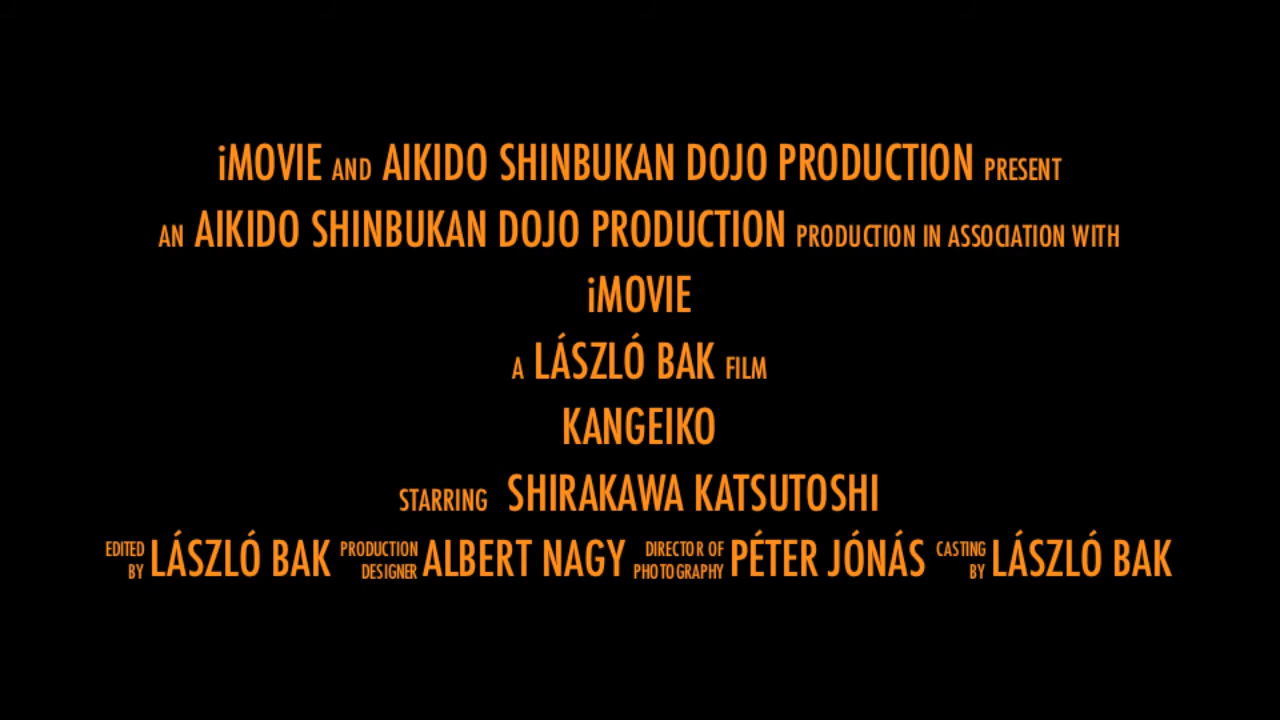 iMOVIE AND AIKIDO SHINBUKAN DOJO PRODUCTION PRESENT
AN AIKIDO SHINBUKAN DOJO PRODUCTION PRODUCTION IN ASSOCIATION WITH
iMOVIE
A LÁSZLÓ BAK FILM
KANGEIKO
STARRING SHIRAKAWA KATSUTOSHI
EDITED BY LÁSZLÓ BAK PRODUCTION DESIGNER ALBERT NAGY DIRECTOR OF PHOTOGRAPHY PÉTER JÓNÁS CASTING BY LÁSZLÓ BAK